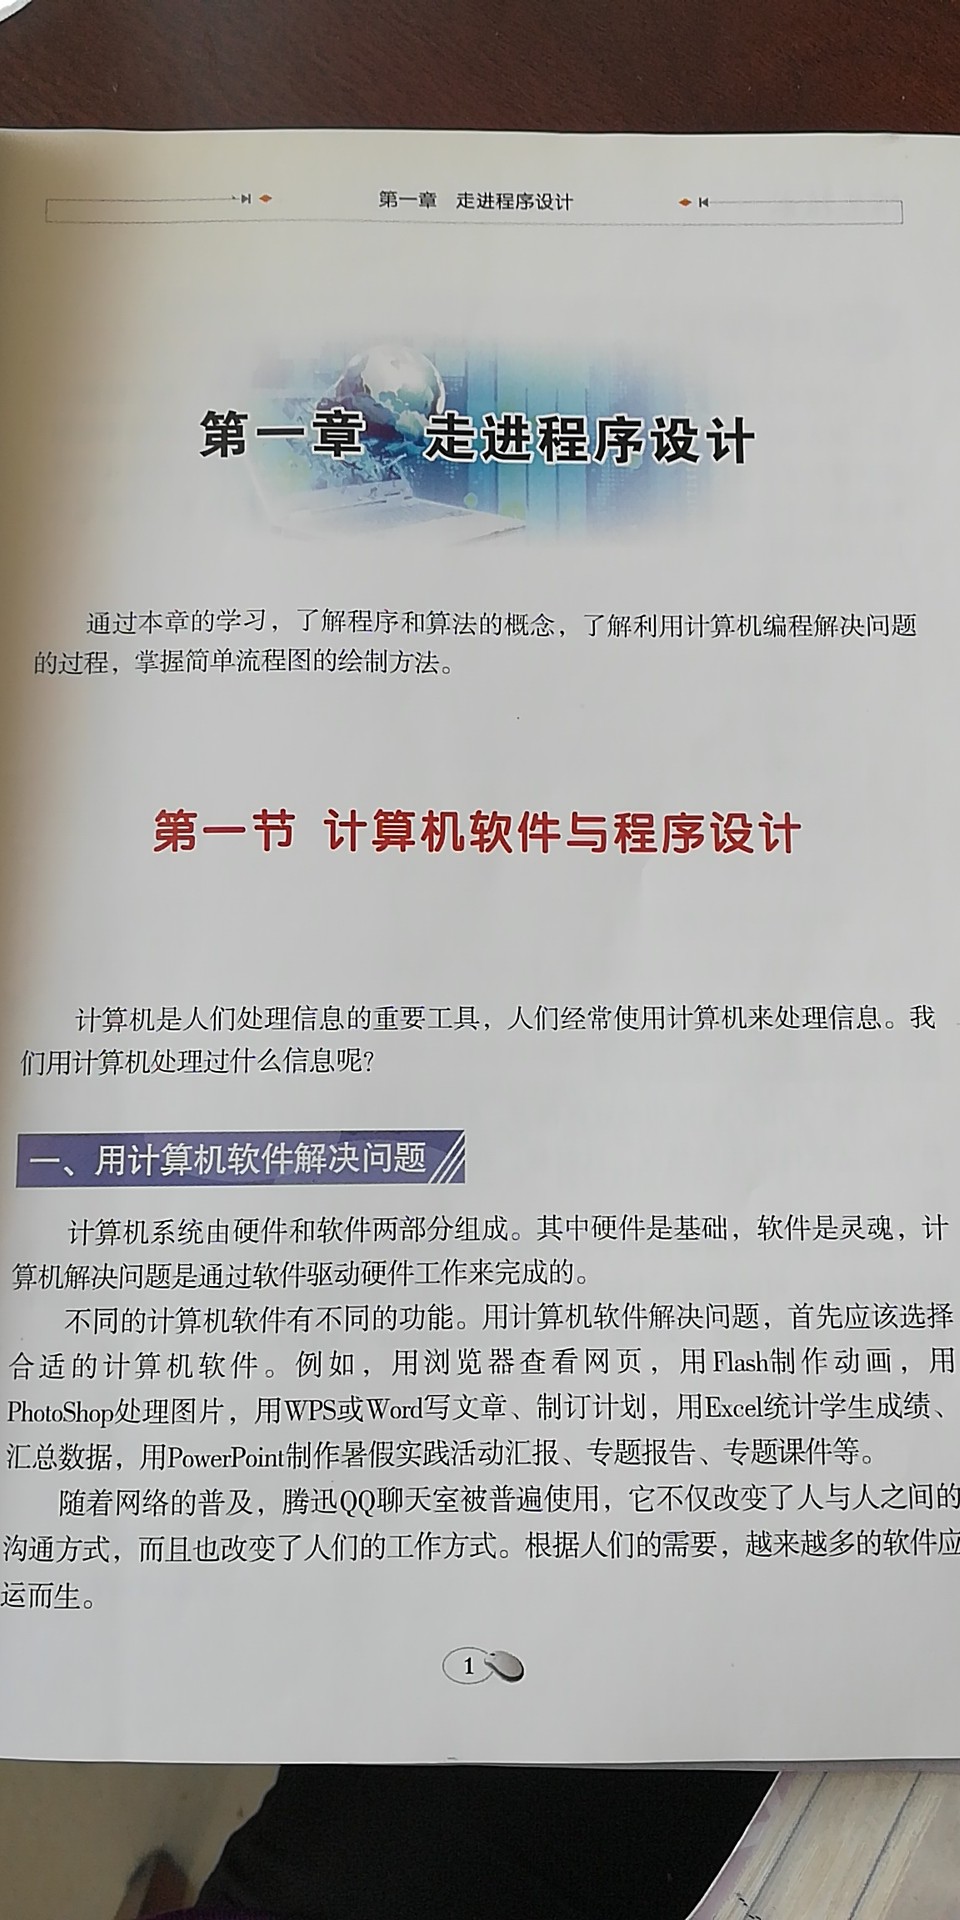 第一章 走进程序设计
第一章 走进程序设计
通过本章的学习，了解程序和算法的概念，了解利用计算机编程解决问题
的过程，掌握简单流程图的绘制方法。
第一节 计算机软件与程序设计
计算机是人们处理信息的重要工具，人们经常使用计算机来处理信息。我
们用计算机处理过什么信息呢？
一、用计算机软件解决问题
计算机系统由硬件和软件两部分组成。其中硬件是基础，软件是灵魂，计
算机解决问题是通过软件驱动硬件工作来完成的。
不同的计算机软件有不同的功能。用计算机软件解决问题，首先应该选择
合适的计算机软件。例如，用浏览器查看网页，用Flash制作动画，用
PhotoShop处理图片，用WPS或Word写文章、制订计划，用Excel统计学生成绩、
汇总数据，用PowerPoint制作暑假实践活动汇报、专题报告、专题课件等。
随着网络的普及，腾迅QQ聊天室被普遍使用，它不仅改变了人与人之间的
沟通方式，而且也改变了人们的工作方式。根据人们的需要，越来越多的软件应
运而生。
1